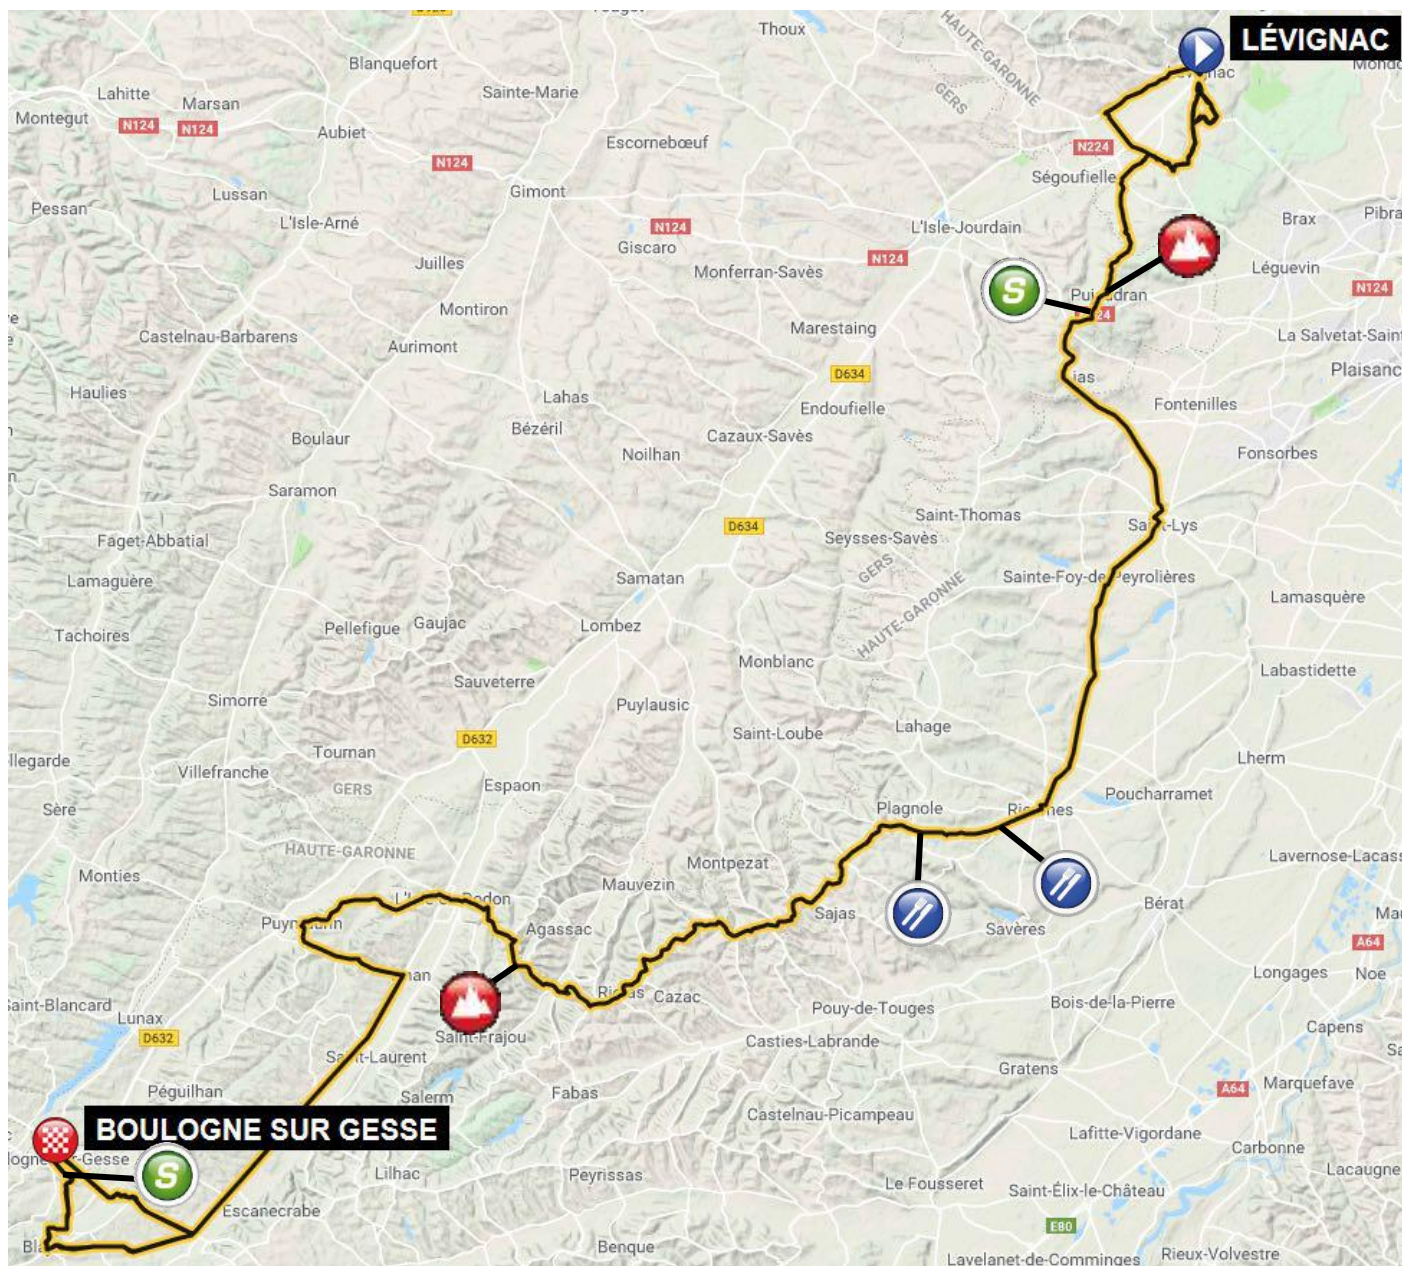 Thoux
LÉVIGNAC
HAUTE-GARONNE
GERS
Blanquefort
Sainte-Marie
Lahitte
Marsan
Montegut
N124
N124
Aubiet
N124
Escornebœuf
N224
Ségoufielle
Lussan
Gimont
Pessan
L'Isle-Arné
N124
L'Isle-Jourdain
Brax
Pibra
Giscaro
Juilles
Monferran-Savès
N124
Léguevin
N124
S
Montiron
Marestaing
Castelnau-Barbarens
Aurimont
La Salvetat-Saint
D634
Plaisanc
Haulies
Lahas
Endoufielle
Fontenilles
Bézéril
Boulaur
Cazaux-Savès
Noilhan
Fonsorbes
Saramon
Saint-Thomas
D634
Seysses-Savès
Faget-Abbatial
Lamaguère
Samatan
GERS
HAUTE-GARONNE
Sainte-Foy-de-Peyrolières
Lamasquère
Tachoires
Pellefigue
Gaujac
Lombez
Monblanc
Labastidette
Sauveterre
Simorre
Puylausic
Saint-Loube
Lahage
D632
Tournan
llegarde
Villefranche
GERS
Espaon
Lherm
Sère
Plagnole
Poucharramet
HAUTE-GARONNE
Montpezat
Lavernose-Lacass
Monties
Mauvezin
Bérat
Sajas
Agassac
Savères
A64
Longages
Noe
Cazac
Saint-Blancard
Lunax
Pouy-de-Touges
Bois-de-la-Pierre
Capens
D632
Saint-Frajou
Casties-Labrande
Gratens
A64
Marquefave
Péguilhan
Salerm
Fabas
Castelnau-Picampeau
BOULOGNE SUR GESSE
Lafitte-Vigordane
Carbonne
S
Lilhac
Peyrissas
Le Fousseret
Saint-Élix-le-Château
Lacaugne
Escanecrabe
E80
Benque
Lavelanet-de-Comminges
Rieux-Volvestre